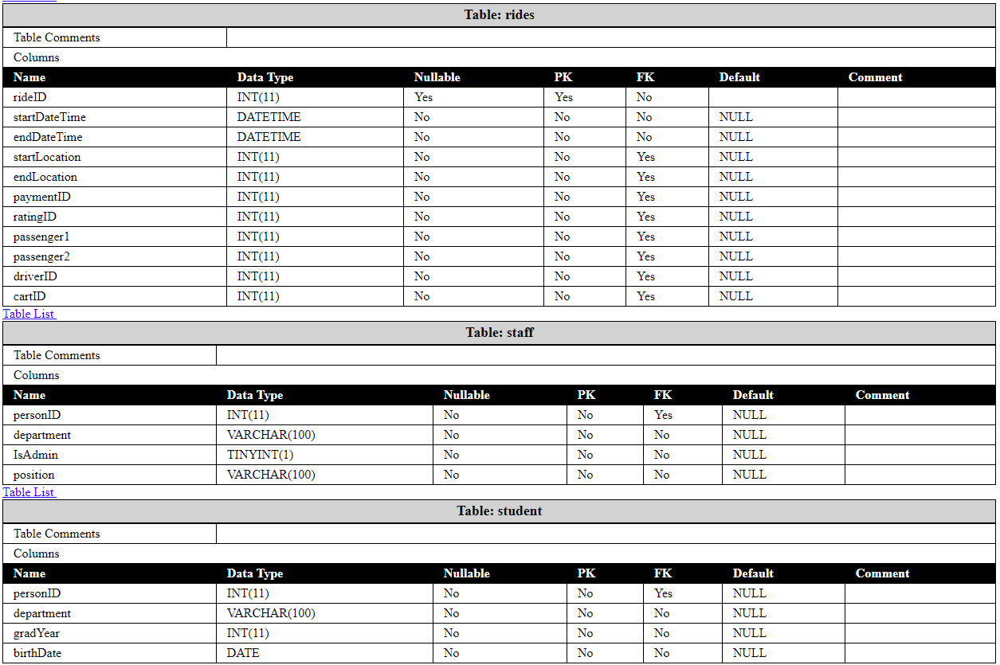 Table: rides
Table Comments
Columns
Name Data Type Nullable PK FK Default Comment
rideID INT(11) Yes Yes No
startDateTime DATETIME No No No NULL
endDateTime DATETIME No No No NULL
startLocation INT(11) No No Yes NULL
endLocation INT(11) No No Yes NULL
paymentID INT(11) No No Yes NULL
ratingID INT(11) No No Yes NULL
passenger1 INT(11) No No Yes NULL
passenger2 INT(11) No No Yes NULL
driverID INT(11) No No Yes NULL
cartID INT(11) No No Yes NULL
Table List
Table: staff
Table Comments
Columns
Name Data Type Nullable PK FK Default Comment
personID INT(11) No No Yes NULL
department VARCHAR(100) No No No NULL
IsAdmin TINYINT(1) No No No NULL
position VARCHAR(100) No No No NULL
Table List
Table: student
Table Comments
Columns
Name Data Type Nullable PK FK Default Comment
personID INT(11) No No Yes NULL
department VARCHAR(100) No No No NULL
gradYear INT(11) No No No NULL
birthDate DATE No No No NULL